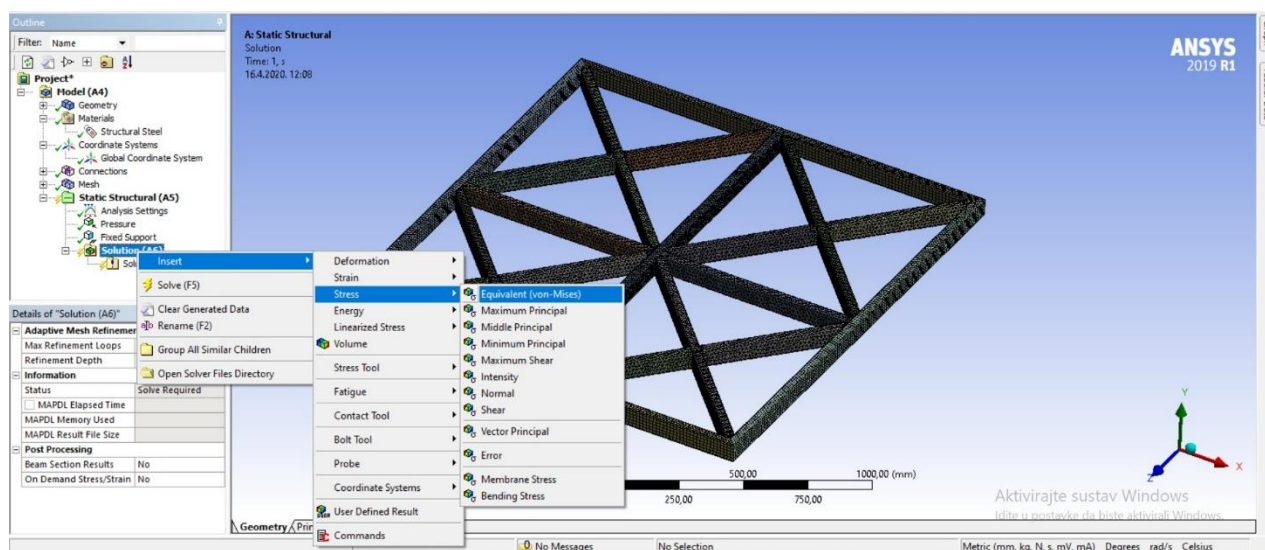 Outline
Filter: Name
Project*
Model (A4)
Geometry
Materials
Structural Steel
Coordinate Systems
Global Coordinate System
Connections
Mesh
Static Structural (A5)
Analysis Settings
Pressure
Fixed Support
Solution (A6)
Details of "Solution (A6)"
Adaptive Mesh Refinemen
Max Refinement Loops
Refinement Depth
Information
Status Solve Required
MAPDL Elapsed Time
MAPDL Memory Used
MAPDL Result File Size
Post Processing
Beam Section Results No
On Demand Stress/Strain No
Insert
Solve (F5)
Clear Generated Data
Rename (F2)
Group All Similar Children
Open Solver Files Directory
Deformation
Strain
Stress
Energy
Linearized Stress
Volume
Stress Tool
Fatigue
Contact Tool
Bolt Tool
Probe
Coordinate Systems
User Defined Result
Commands
Equivalent (von-Mises)
Maximum Principal
Middle Principal
Minimum Principal
Maximum Shear
Intensity
Normal
Shear
Vector Principal
Error
Membrane Stress
Bending Stress
A: Static Structural
Solution
Time: 1, s
16.4.2020. 12:08
ANSYS
2019 R1
500,00 1000,00 (mm)
250,00 750,00
Y
X
Z
Aktivirajte sustav Windows
Idite u postavke da biste aktivirali Windows.
Geometry Prin
No Messages No Selection Metric (mm, kg, N, s, mV, mA) Degrees rad/s Celsius